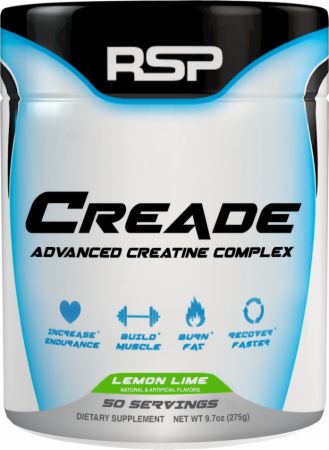 RSP
CREADE
ADVANCED CREATINE COMPLEX
INCREASE* ENDURANCE
BUILD* MUSCLE
BURN* FAT
RECOVER* FASTER
LEMON LIME
NATURAL & ARTIFICIAL FLAVORS
50 SERVINGS
DIETARY SUPPLEMENT NET WT 9.7oz (275g)